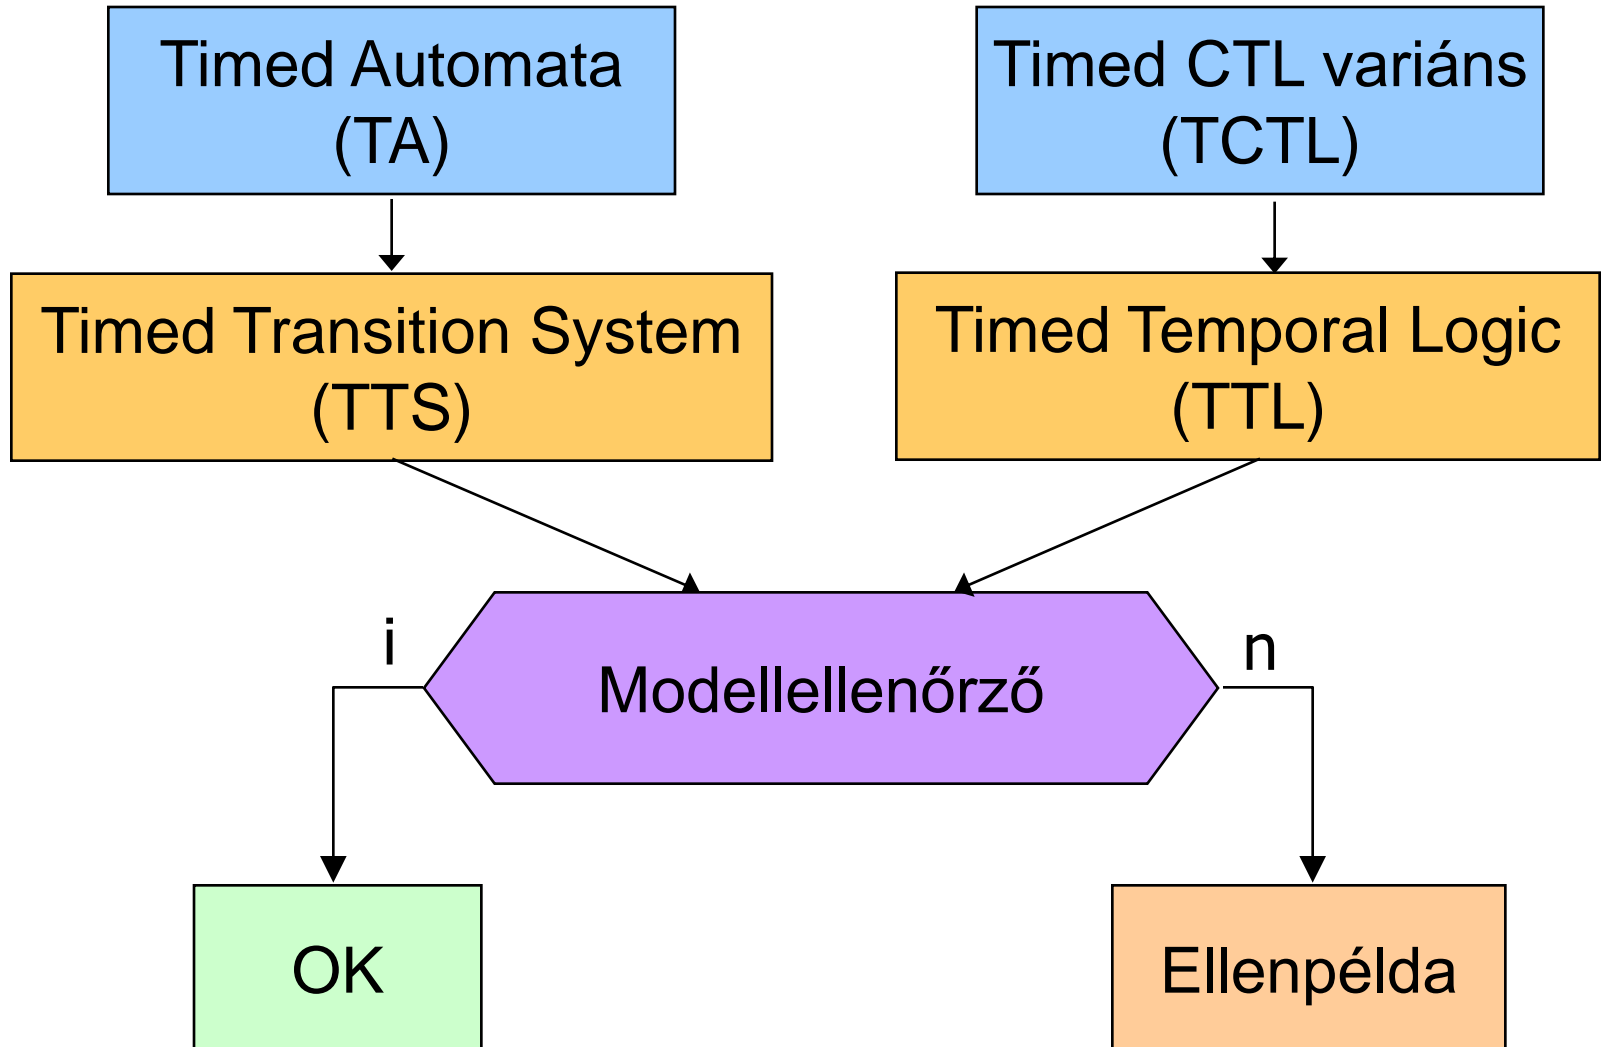 Timed Automata
(TA)
Timed CTL variáns
(TCTL)
Timed Transition System
(TTS)
Timed Temporal Logic
(TTL)
i
n
Modellellenőrző
OK
Ellenpélda